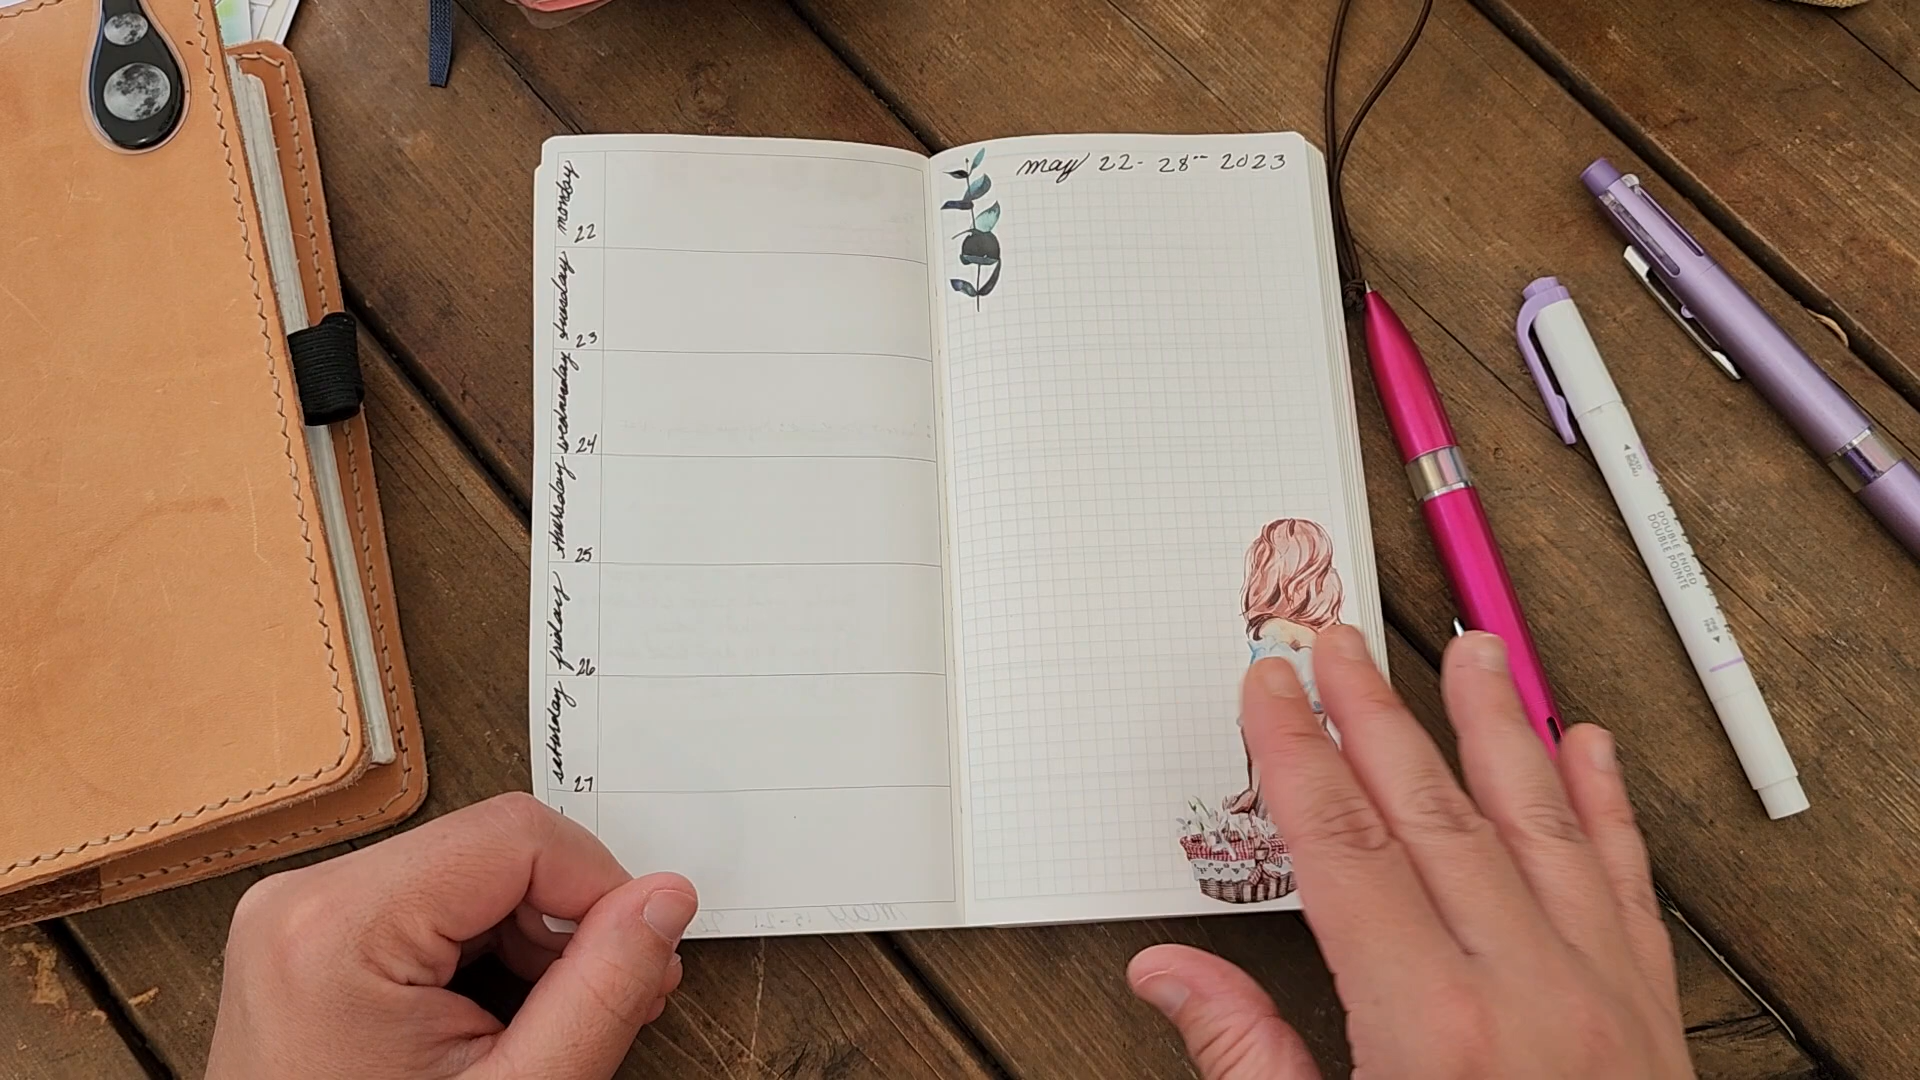 monday
22
tuesday
23
wednesday
24
thursday
25
friday
26
saturday
27
may 22-28 2023
DOUBLE ENDED
DOUBLE POINTE